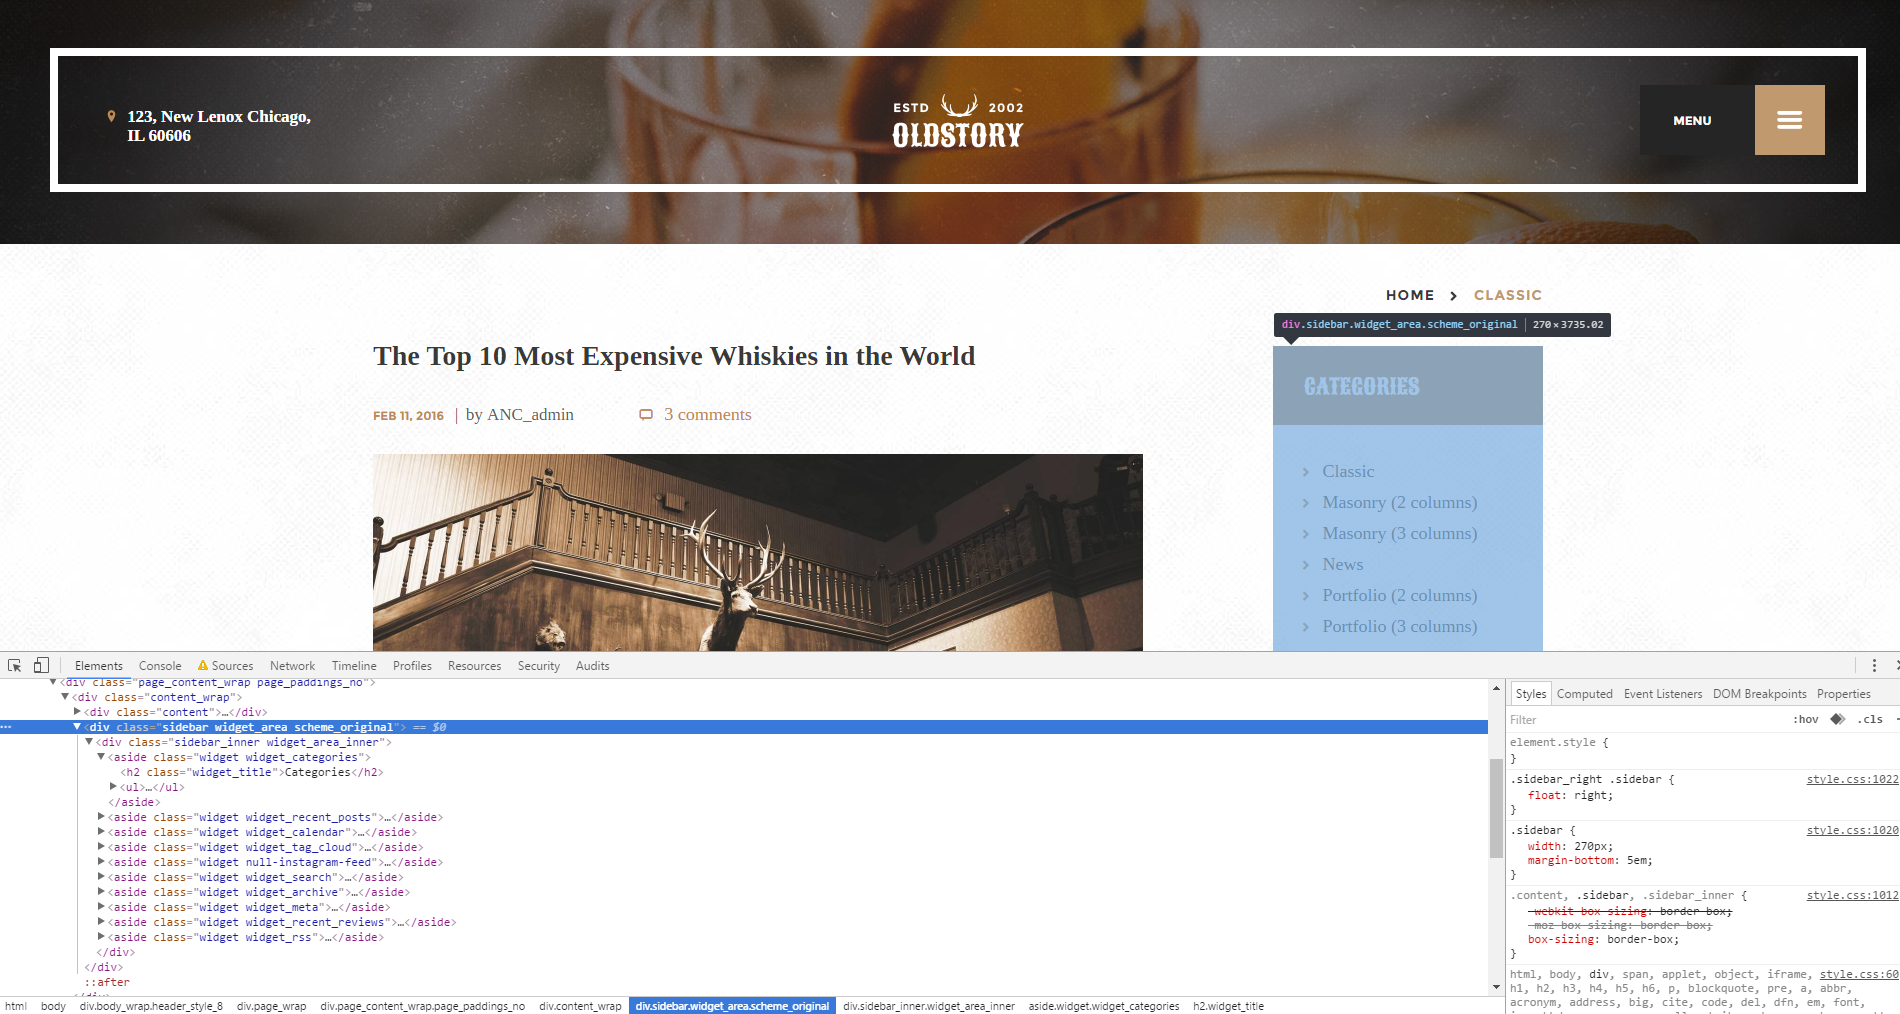 123, New Lenox Chicago,
IL 60606
ESTD 2002
OLDSTORY
MENU
HOME > CLASSIC
div.sidebar.widget_area.scheme_original | 270 × 3735.02
The Top 10 Most Expensive Whiskies in the World
FEB 11, 2016 | by ANC_admin 3 comments
CATEGORIES
Classic
Masonry (2 columns)
Masonry (3 columns)
News
Portfolio (2 columns)
Portfolio (3 columns)
Elements Console Sources Network Timeline Profiles Resources Security Audits
<div class="page_content_wrap page_paddings_no">
<div class="content_wrap">
<div class="content">…</div>
<div class="sidebar widget_area scheme_original"> == $0
<div class="sidebar_inner widget_area_inner">
<aside class="widget widget_categories">
<h2 class="widget_title">Categories</h2>
<ul>…</ul>
</aside>
<aside class="widget widget_recent_posts">…</aside>
<aside class="widget widget_calendar">…</aside>
<aside class="widget widget_tag_cloud">…</aside>
<aside class="widget null-instagram-feed">…</aside>
<aside class="widget widget_search">…</aside>
<aside class="widget widget_archive">…</aside>
<aside class="widget widget_meta">…</aside>
<aside class="widget widget_recent_reviews">…</aside>
<aside class="widget widget_rss">…</aside>
</div>
</div>
::after
html body div.body_wrap.header_style_8 div.page_wrap div.page_content_wrap.page_paddings_no div.content_wrap div.sidebar.widget_area.scheme_original div.sidebar_inner.widget_area_inner aside.widget.widget_categories h2.widget_title
Styles Computed Event Listeners DOM Breakpoints Properties
Filter :hov .cls
element.style {
}
.sidebar_right .sidebar { style.css:1022
float: right;
}
.sidebar { style.css:1020
width: 270px;
margin-bottom: 5em;
}
.content, .sidebar, .sidebar_inner { style.css:1012
-webkit-box-sizing: border-box;
-moz-box-sizing: border-box;
box-sizing: border-box;
}
html, body, div, span, applet, object, iframe, style.css:60
h1, h2, h3, h4, h5, h6, p, blockquote, pre, a, abbr,
acronym, address, big, cite, code, del, dfn, em, font,